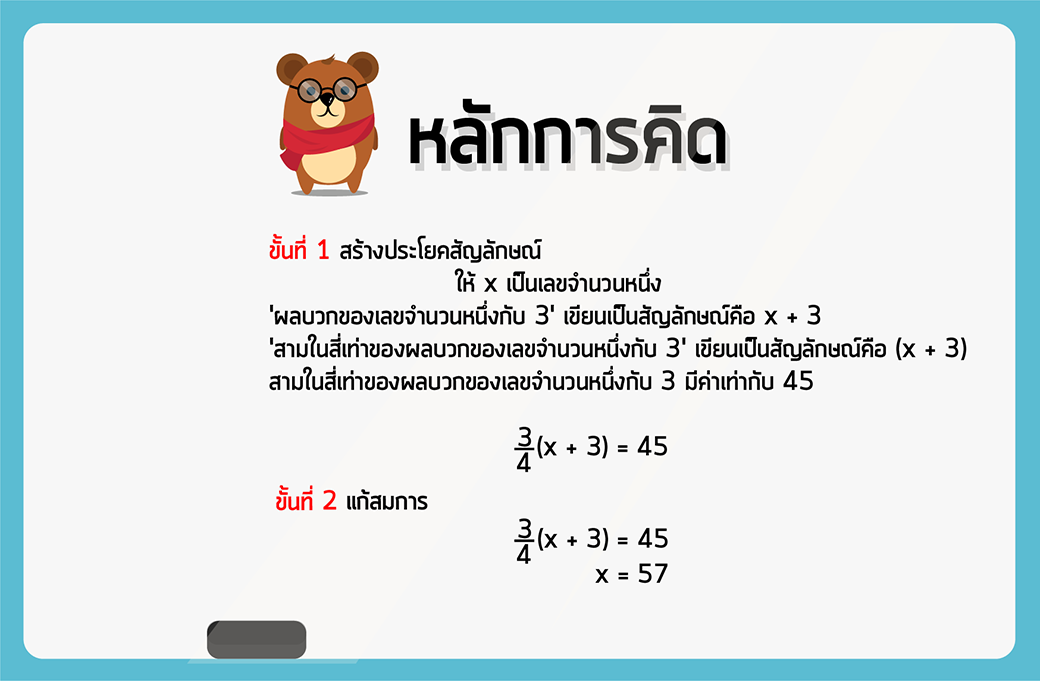 หลักการคิด
ขั้นที่ 1 สร้างประโยคสัญลักษณ์
ให้ x เป็นเลขจำนวนหนึ่ง
'ผลบวกของเลขจำนวนหนึ่งกับ 3' เขียนเป็นสัญลักษณ์คือ x + 3
'สามในสี่เท่าของผลบวกของเลขจำนวนหนึ่งกับ 3' เขียนเป็นสัญลักษณ์คือ (x + 3)
สามในสี่เท่าของผลบวกของเลขจำนวนหนึ่งกับ 3 มีค่าเท่ากับ 45
3/4(x + 3) = 45
ขั้นที่ 2 แก้สมการ
3/4(x + 3) = 45
x = 57